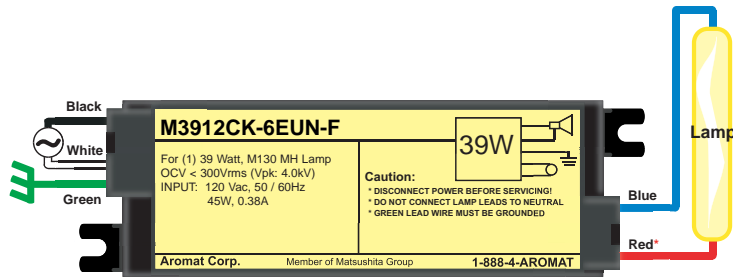 Black
White
Green
M3912CK-6EUN-F
For (1) 39 Watt, M130 MH Lamp
OCV < 300Vrms (Vpk: 4.0kV)
INPUT: 120 Vac, 50 / 60Hz
45W, 0.38A
39W
Caution:
* DISCONNECT POWER BEFORE SERVICING!
* DO NOT CONNECT LAMP LEADS TO NEUTRAL
* GREEN LEAD WIRE MUST BE GROUNDED
Aromat Corp. Member of Matsushita Group 1-888-4-AROMAT
Lamp
Blue
Red*